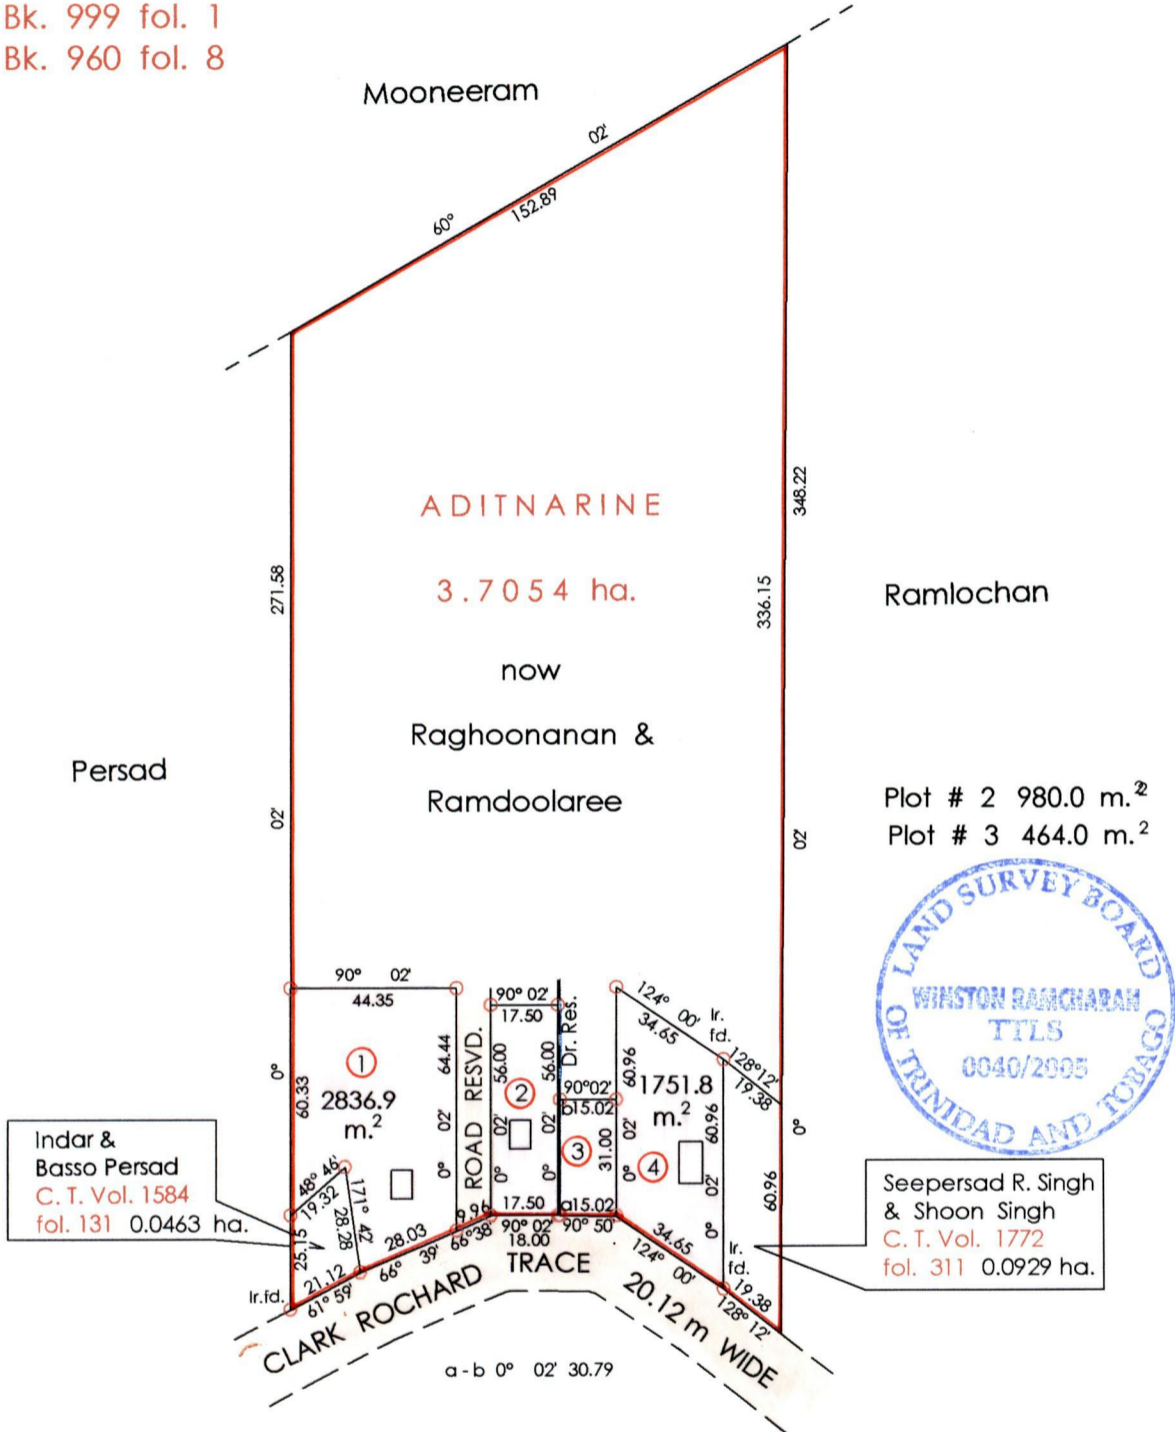 Bk. 999 fol. 1
Bk. 960 fol. 8
Mooneeram
60° 02'
152.89
348.22
ADITNARINE
271.58
3.7054 ha.
336.15
Ramlochan
now
Raghoonanan &
Persad
Ramdoolaree
02'
02'
Plot # 2 980.0 m.²
Plot # 3 464.0 m.²
LAND SURVEY BOARD
OF TRINIDAD AND TOBAGO
WINSTON RAMCHARAN
TTLS
0040/2005
90° 02'
44.35
90° 02'
17.50
Dr. Res.
124° 00'
34.65
Ir.
fd.
128°12'
19.38
0°
60.33
1
2836.9
m.²
64.44
02'
0°
ROAD RESVD.
56.00
02'
0°
2
56.00
02'
0°
90°02'
b15.02
3
31.00
02'
0°
60.96
1751.8
m.²
4
60.96
02'
0°
0°
60.96
Indar &
Basso Persad
C. T. Vol. 1584
fol. 131 0.0463 ha.
48° 46'
19.32
171° 42'
28.28
25.15
Ir.fd.
21.12
61° 59'
28.03
66° 39'
9.96
66°38'
17.50
90° 02'
18.00
a15.02
90° 50'
34.65
124° 00'
Ir.
fd.
19.38
128° 12'
Seepersad R. Singh
& Shoon Singh
C. T. Vol. 1772
fol. 311 0.0929 ha.
CLARK ROCHARD TRACE 20.12 m WIDE
a - b 0° 02' 30.79